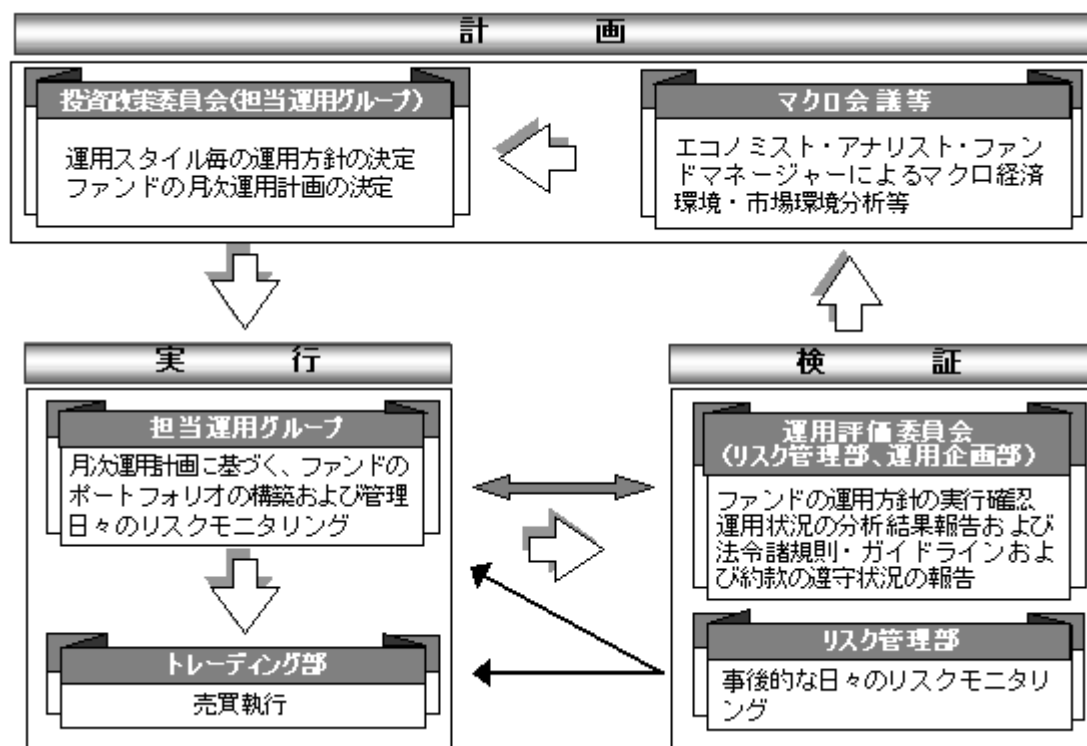 計画
投資政策委員会(担当運用グループ)
運用スタイル毎の運用方針の決定
ファンドの月次運用計画の決定
マクロ会議等
エコノミスト・アナリスト・ファン
ドマネージャーによるマクロ経済
環境・市場環境分析等
実行
担当運用グループ
月次運用計画に基づく、ファンドの
ポートフォリオの構築および管理
日々のリスクモニタリング
トレーディング部
売買執行
検証
運用評価委員会
(リスク管理部、運用企画部)
ファンドの運用方針の実行確認
運用状況の分析結果報告および
法令諸規則・ガイドラインおよ
び約款の遵守状況の報告
リスク管理部
事後的な日々のリスクモニタリ
ング